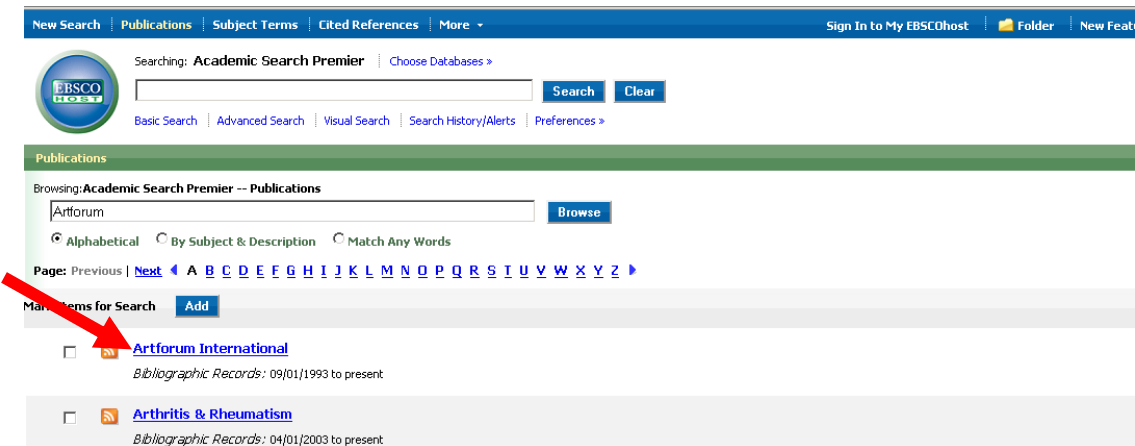 New Search Publications Subject Terms Cited References More Sign In to My EBSCOhost Folder New Feat
Searching: Academic Search Premier Choose Databases »
EBSCO
HOST
Search Clear
Basic Search Advanced Search Visual Search Search History/Alerts Preferences »
Publications
Browsing:Academic Search Premier -- Publications
Artforum Browse
Alphabetical By Subject & Description Match Any Words
Page: Previous | Next A B C D E F G H I J K L M N O P Q R S T U V W X Y Z
for Search Add
Artforum International
Bibliographic Records: 09/01/1993 to present
Arthritis & Rheumatism
Bibliographic Records: 04/01/2003 to present